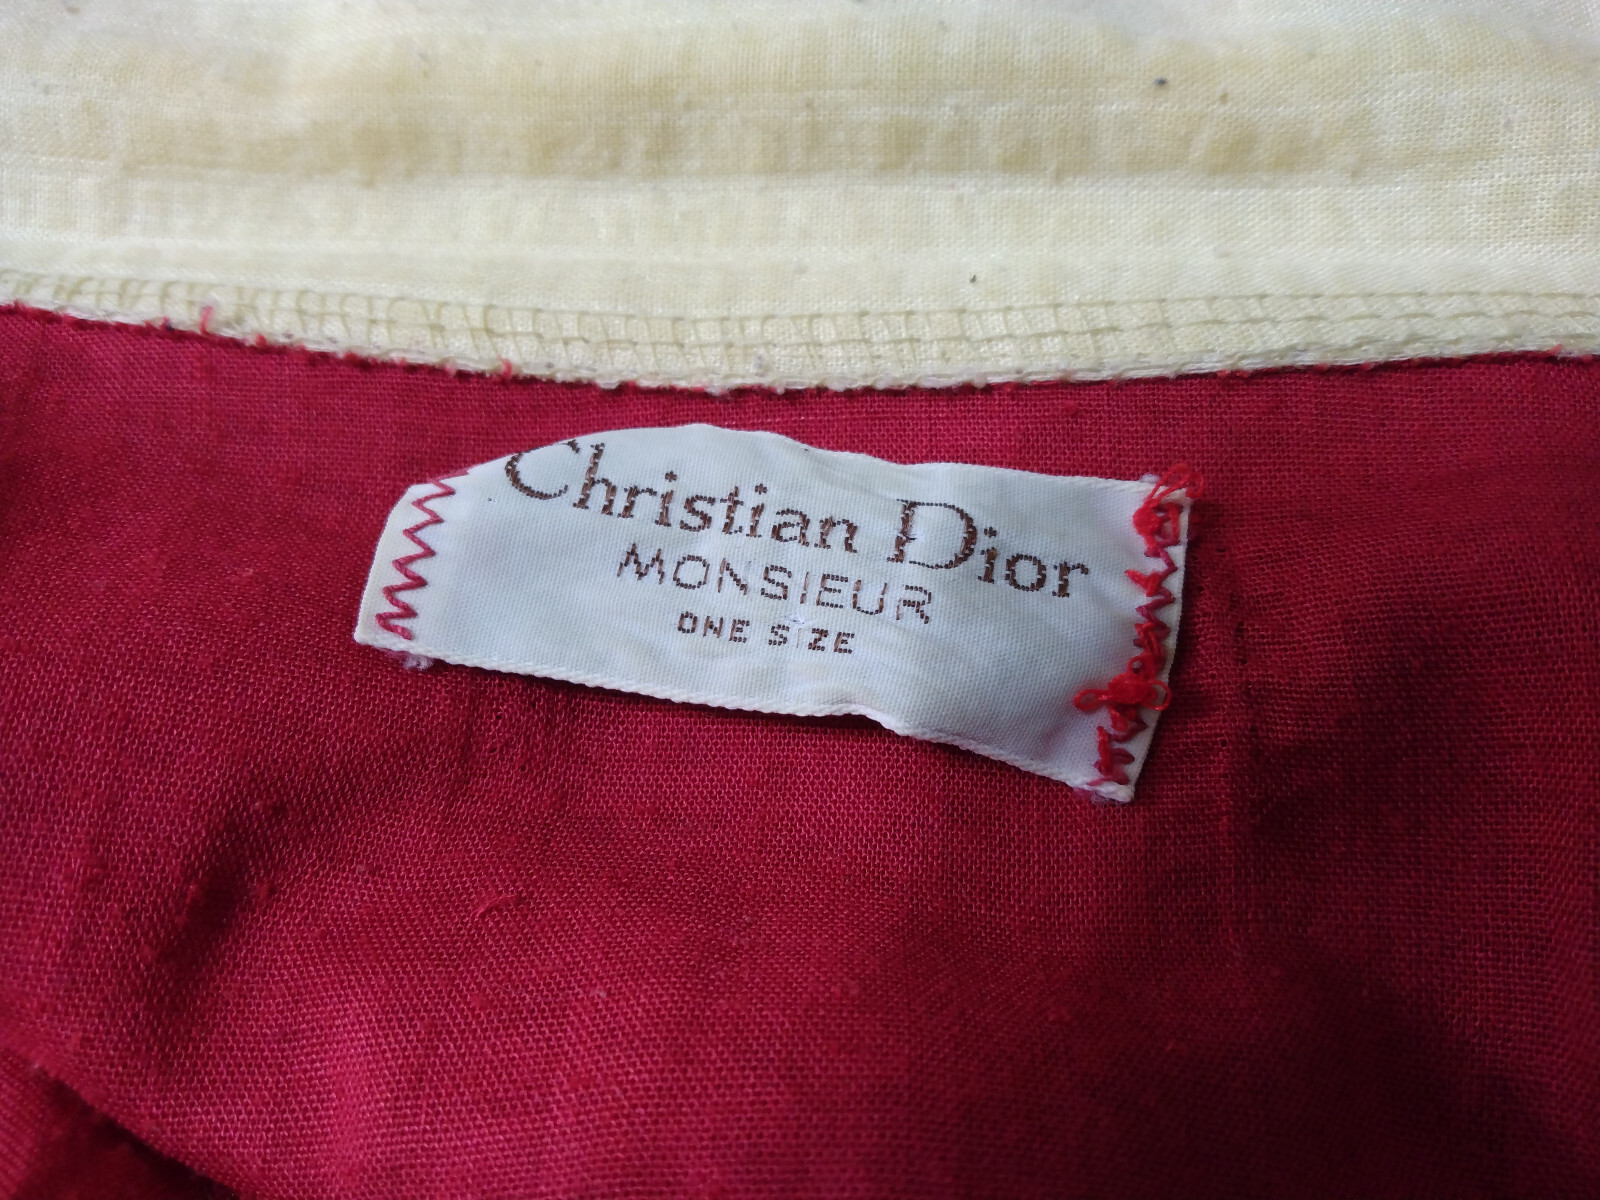 Christian Dior
MONSIEUR
ONE SIZE